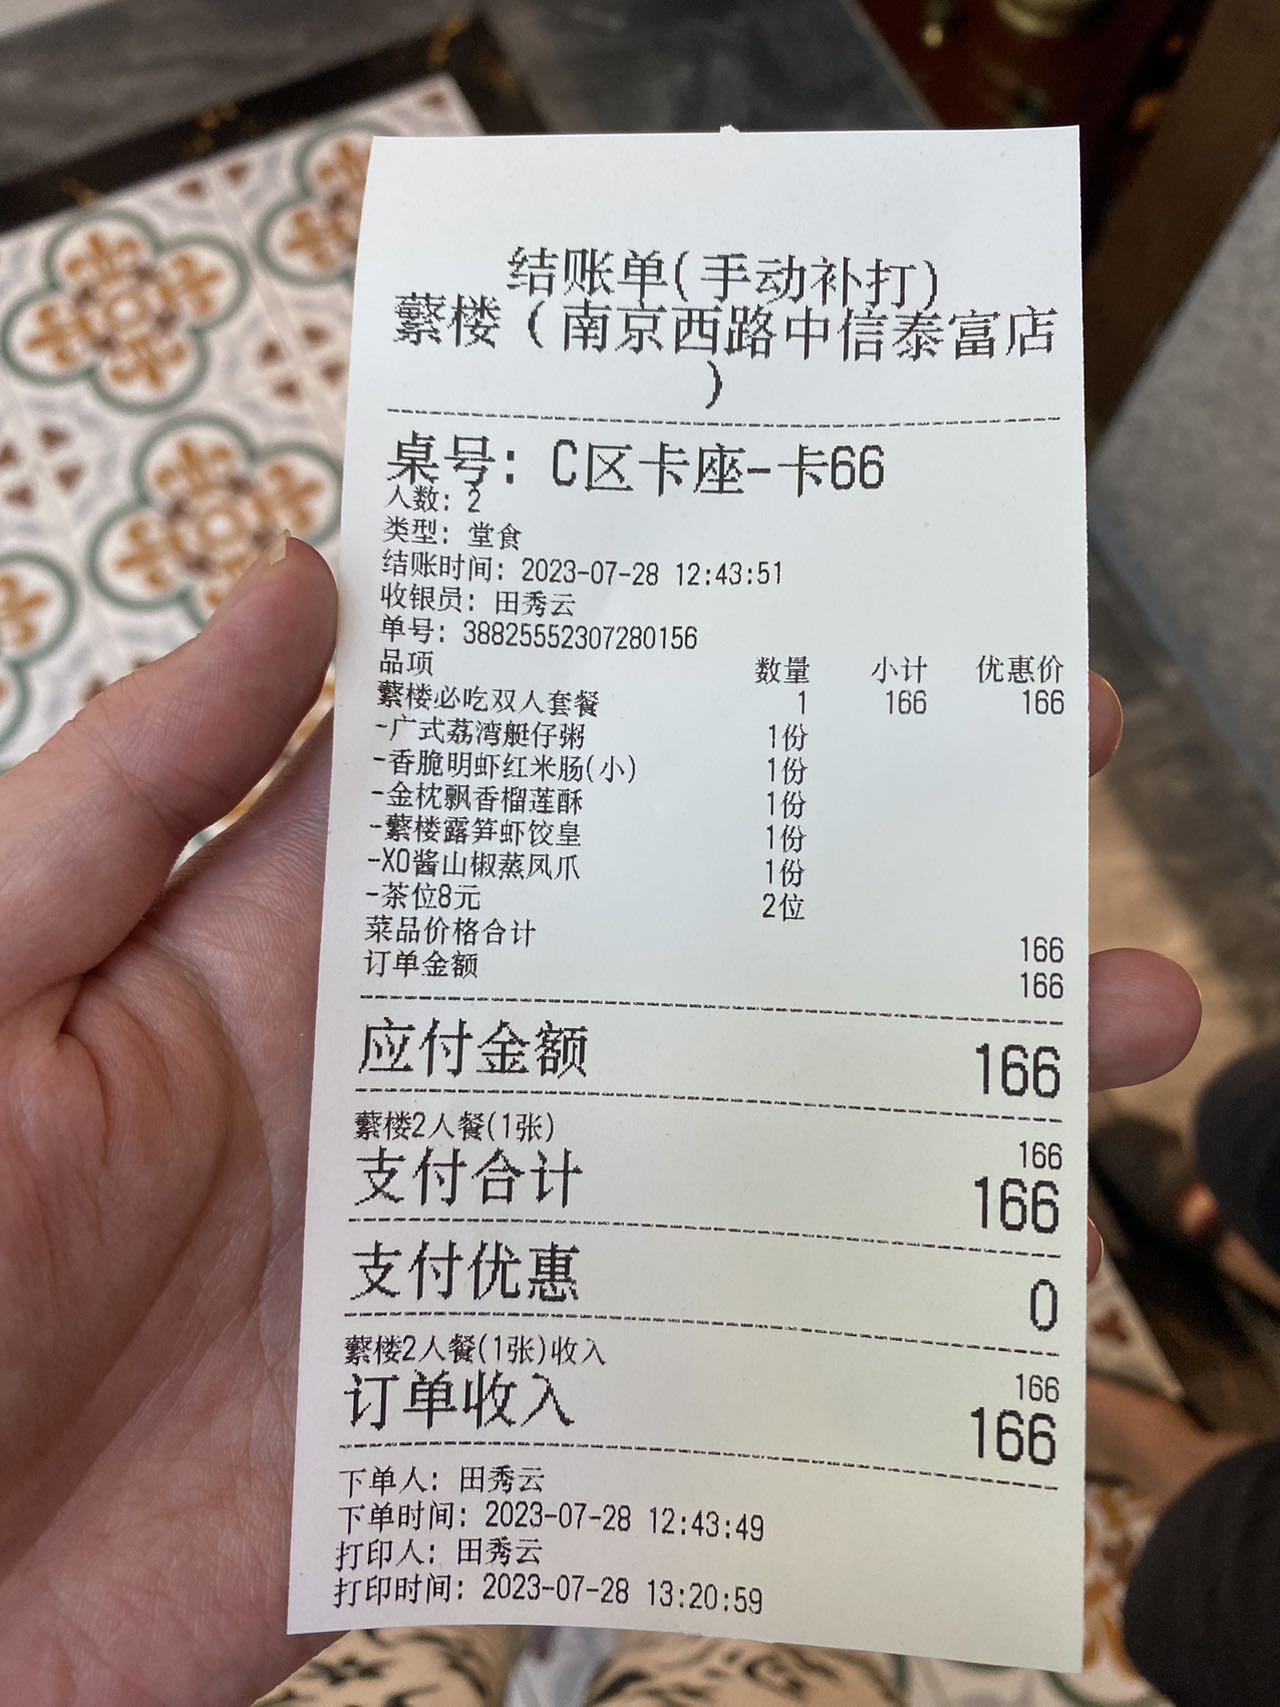 结账单(手动补打)
蘩楼（南京西路中信泰富店
）
桌号: C区卡座-卡66
人数: 2
类型: 堂食
结账时间: 2023-07-28 12:43:51
收银员: 田秀云
单号: 38825552307280156
品项 数量 小计 优惠价
蘩楼必吃双人套餐 1 166 166
-广式荔湾艇仔粥 1份
-香脆明虾红米肠(小) 1份
-金枕飘香榴莲酥 1份
-蘩楼露笋虾饺皇 1份
-XO酱山椒蒸凤爪 1份
-茶位8元 2位
菜品价格合计 166
订单金额 166
应付金额 166
蘩楼2人餐(1张) 166
支付合计 166
支付优惠 0
蘩楼2人餐(1张)收入 166
订单收入 166
下单人: 田秀云
下单时间: 2023-07-28 12:43:49
打印人: 田秀云
打印时间: 2023-07-28 13:20:59